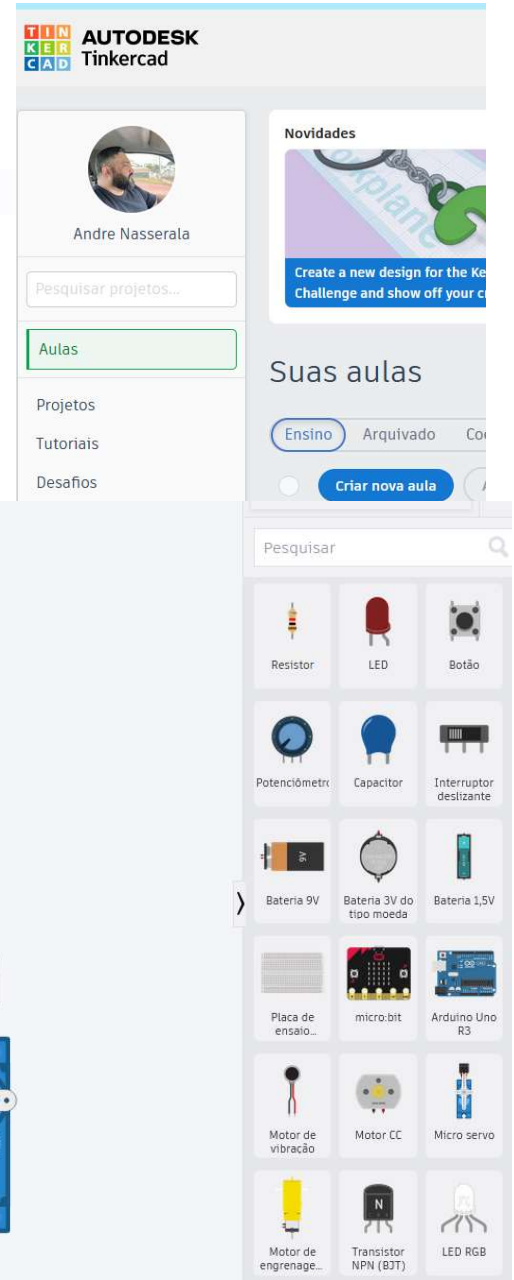 TIN
KER
CAD
AUTODESK
Tinkercad
Andre Nasserala
Pesquisar projetos...
Aulas
Projetos
Tutoriais
Desafios
Novidades
Create a new design for the Ke
Challenge and show off your cr
Suas aulas
Ensino Arquivado Coc
Criar nova aula
Pesquisar
Resistor LED Botão
Potenciômetro Capacitor Interruptor
deslizante
9V
Bateria 9V Bateria 3V do Bateria 1,5V
tipo moeda
Placa de micro:bit Arduino Uno
ensaio... R3
Motor de Motor CC Micro servo
vibração
N
Motor de Transistor LED RGB
engrenage... NPN (BJT)